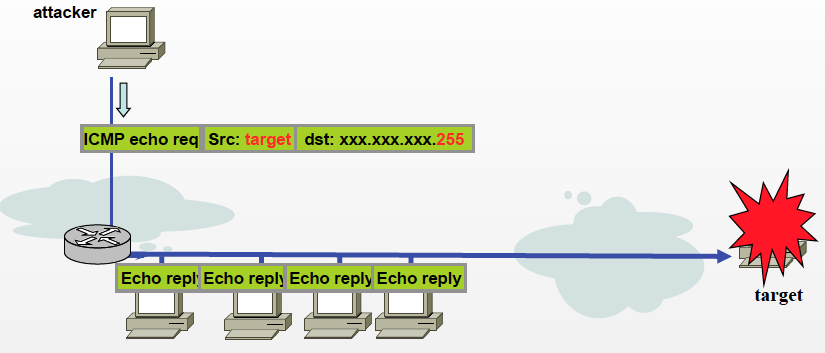 attacker
ICMP echo req Src: target dst: xxx.xxx.xxx.255
Echo reply Echo reply Echo reply Echo reply
target